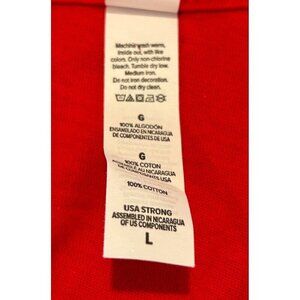 Machine wash warm,
inside out, with like
colors. Only non-chlorine
bleach. Tumble dry low.
Medium iron.
Do not iron decoration.
Do not dry clean.
G
100% ALGODÓN
ENSAMBLADO EN NICARAGUA
DE COMPONENTES DE USA
G
100% COTON
ASSEMBLÉ AU NICARAGUA
DE COMPOSANTS USA
100% COTTON
USA STRONG
ASSEMBLED IN NICARAGUA
OF US COMPONENTS
L